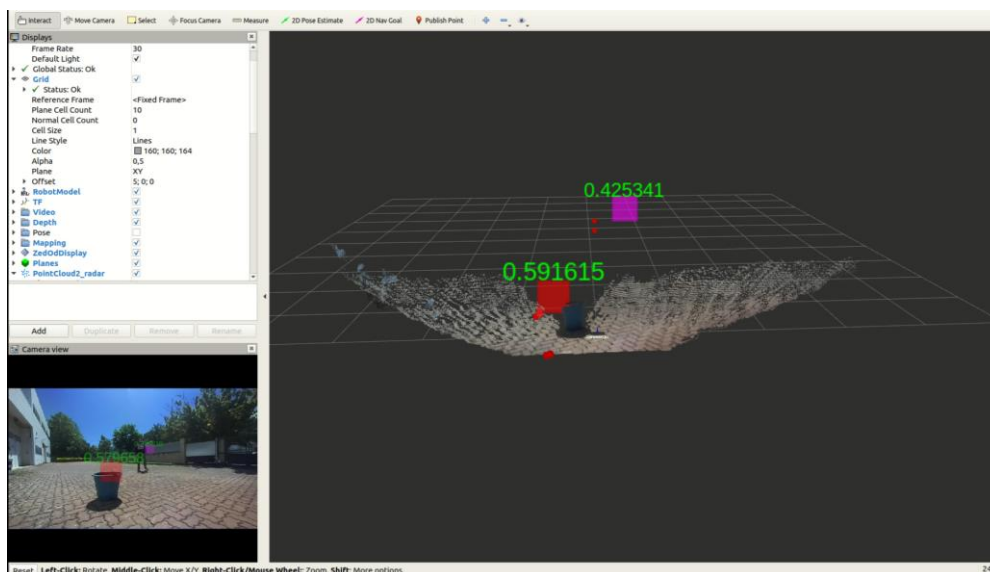 Interact Move Camera Select Focus Camera Measure 2D Pose Estimate 2D Nav Goal Publish Point
Displays
Frame Rate 30
Default Light
Global Status: Ok
Grid
Status: Ok
Reference Frame <Fixed Frame>
Plane Cell Count 10
Normal Cell Count 0
Cell Size 1
Line Style Lines
Color 160; 160; 164
Alpha 0,5
Plane XY
Offset 5; 0; 0
RobotModel
TF
Video
Depth
Pose
Mapping
ZedOdDisplay
Planes
PointCloud2_radar
Add Duplicate Remove Rename
Camera view
0.579658
0.425341
0.591615
Reset Left-Click: Rotate. Middle-Click: Move X/Y. Right-Click/Mouse Wheel: Zoom. Shift: More options.
24